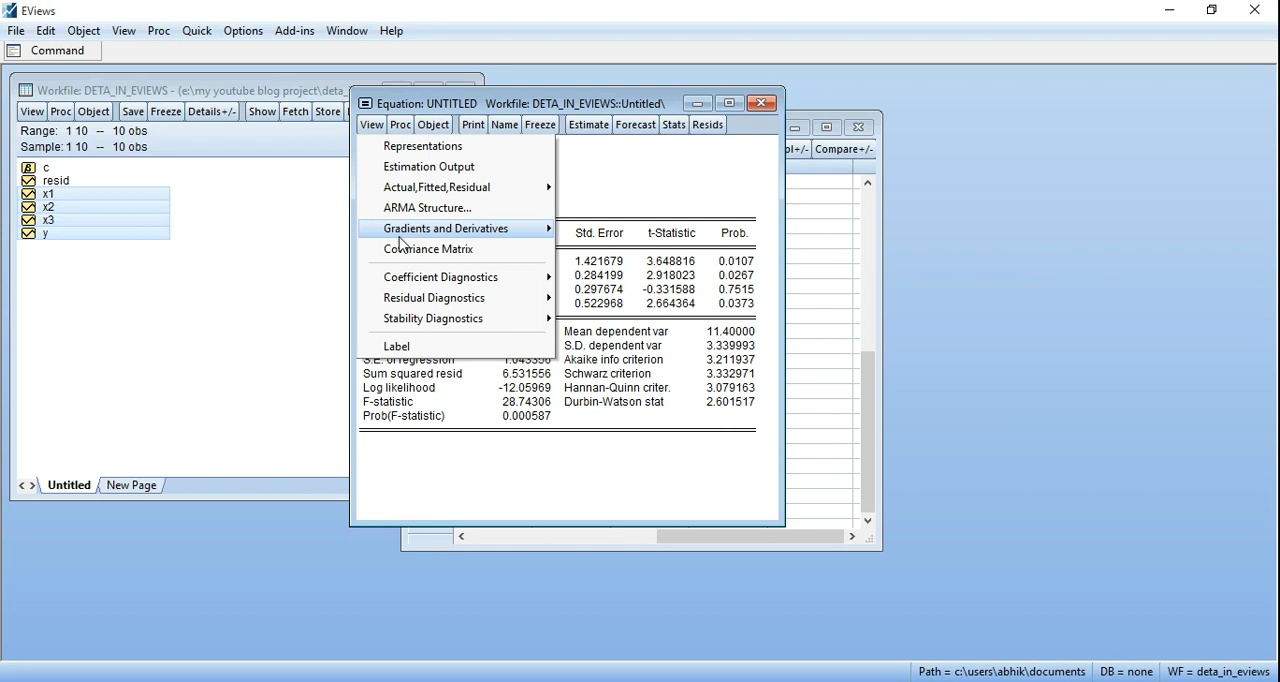 EViews
File Edit Object View Proc Quick Options Add-ins Window Help
Command
Workfile: DETA_IN_EVIEWS - (e:\my youtube blog project\deta_
View Proc Object Save Freeze Details+/- Show Fetch Store
Range: 1 10 -- 10 obs
Sample: 1 10 -- 10 obs
c
resid
x1
x2
x3
y
Untitled New Page
Equation: UNTITLED Workfile: DETA_IN_EVIEWS::Untitled\
View Proc Object Print Name Freeze Estimate Forecast Stats Resids
Representations
Estimation Output
Actual,Fitted,Residual
ARMA Structure...
Gradients and Derivatives
Covariance Matrix
Coefficient Diagnostics
Residual Diagnostics
Stability Diagnostics
Label
Std. Error t-Statistic Prob.
1.421679 3.648816 0.0107
0.284199 2.918023 0.0267
0.297674 -0.331588 0.7515
0.522968 2.664364 0.0373
Mean dependent var 11.40000
S.D. dependent var 3.339993
S.E. of regression 1.043356 Akaike info criterion 3.211937
Sum squared resid 6.531556 Schwarz criterion 3.332971
Log likelihood -12.05969 Hannan-Quinn criter. 3.079163
F-statistic 28.74306 Durbin-Watson stat 2.601517
Prob(F-statistic) 0.000587
pl+/- Compare+/-
Path = c:\users\abhik\documents DB = none WF = deta_in_eviews